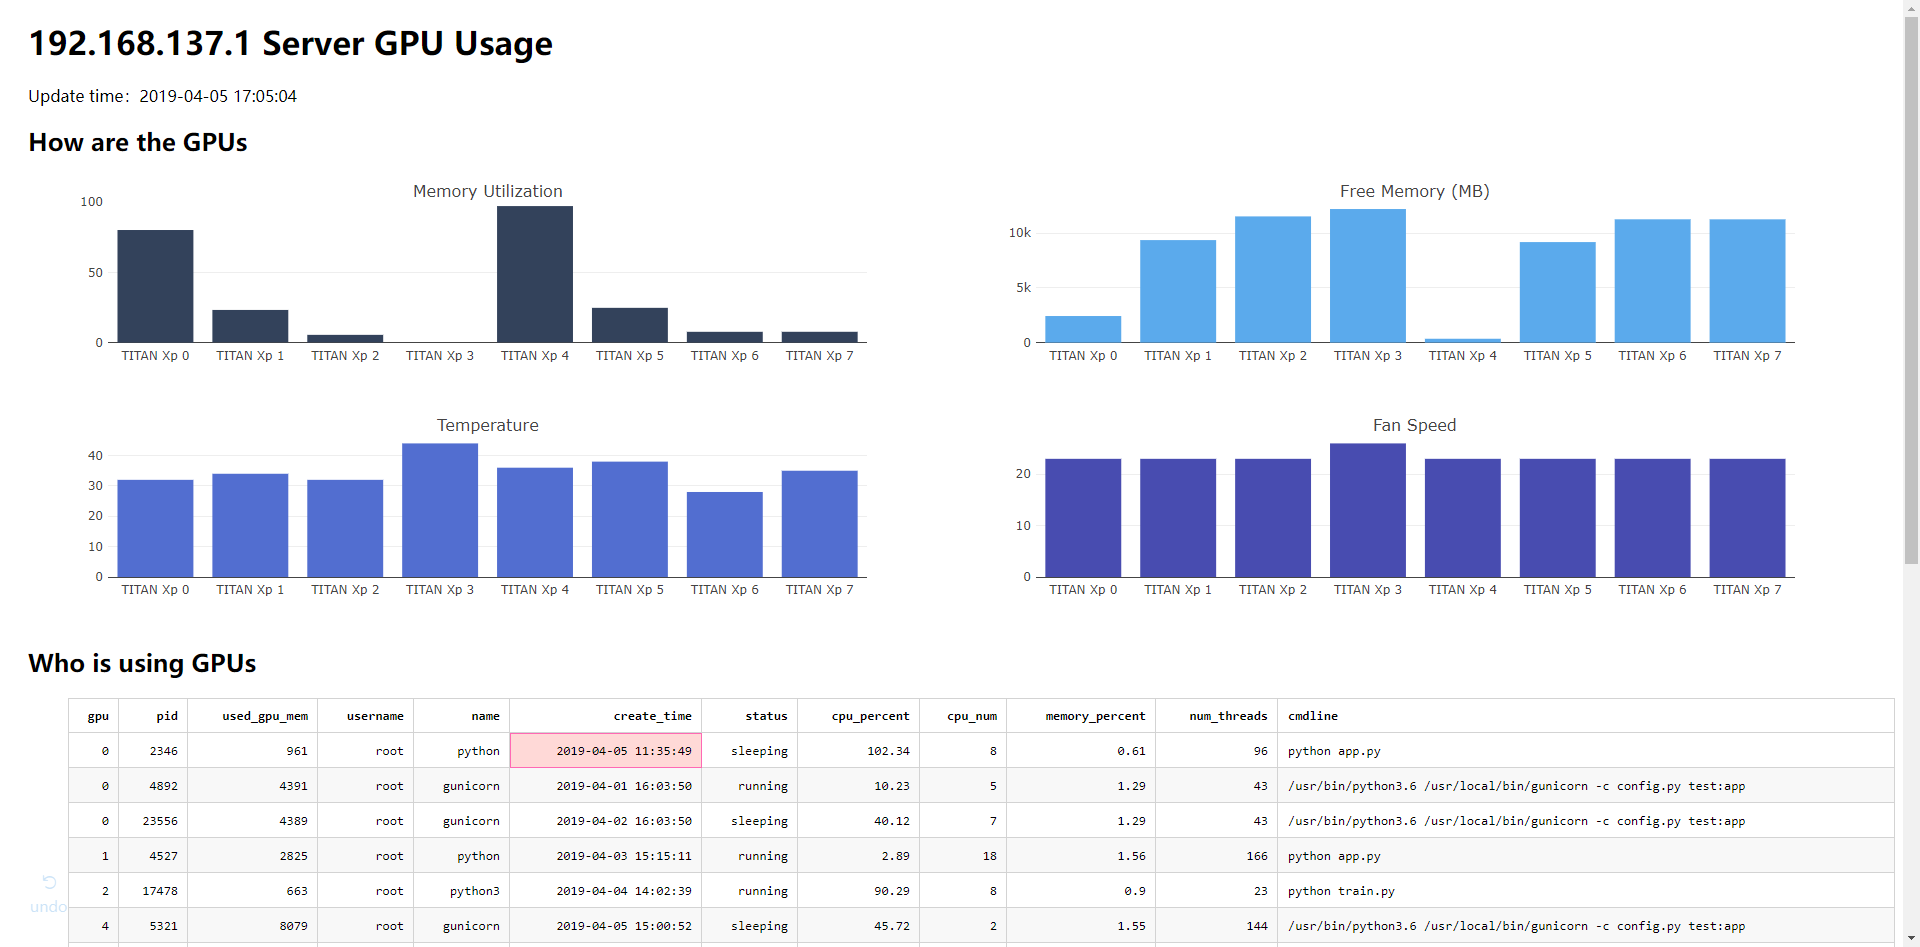 192.168.137.1 Server GPU Usage
Update time：2019-04-05 17:05:04
How are the GPUs
Memory Utilization
100
50
0
TITAN Xp 0 TITAN Xp 1 TITAN Xp 2 TITAN Xp 3 TITAN Xp 4 TITAN Xp 5 TITAN Xp 6 TITAN Xp 7
Free Memory (MB)
10k
5k
0
TITAN Xp 0 TITAN Xp 1 TITAN Xp 2 TITAN Xp 3 TITAN Xp 4 TITAN Xp 5 TITAN Xp 6 TITAN Xp 7
Temperature
40
30
20
10
0
TITAN Xp 0 TITAN Xp 1 TITAN Xp 2 TITAN Xp 3 TITAN Xp 4 TITAN Xp 5 TITAN Xp 6 TITAN Xp 7
Fan Speed
20
10
0
TITAN Xp 0 TITAN Xp 1 TITAN Xp 2 TITAN Xp 3 TITAN Xp 4 TITAN Xp 5 TITAN Xp 6 TITAN Xp 7
Who is using GPUs
gpu pid used_gpu_mem username name create_time status cpu_percent cpu_num memory_percent num_threads cmdline
0 2346 961 root python 2019-04-05 11:35:49 sleeping 102.34 8 0.61 96 python app.py
0 4892 4391 root gunicorn 2019-04-01 16:03:50 running 10.23 5 1.29 43 /usr/bin/python3.6 /usr/local/bin/gunicorn -c config.py test:app
0 23556 4389 root gunicorn 2019-04-02 16:03:50 sleeping 40.12 7 1.29 43 /usr/bin/python3.6 /usr/local/bin/gunicorn -c config.py test:app
1 4527 2825 root python 2019-04-03 15:15:11 running 2.89 18 1.56 166 python app.py
2 17478 663 root python3 2019-04-04 14:02:39 running 90.29 8 0.9 23 python train.py
4 5321 8079 root gunicorn 2019-04-05 15:00:52 sleeping 45.72 2 1.55 144 /usr/bin/python3.6 /usr/local/bin/gunicorn -c config.py test:app
undo